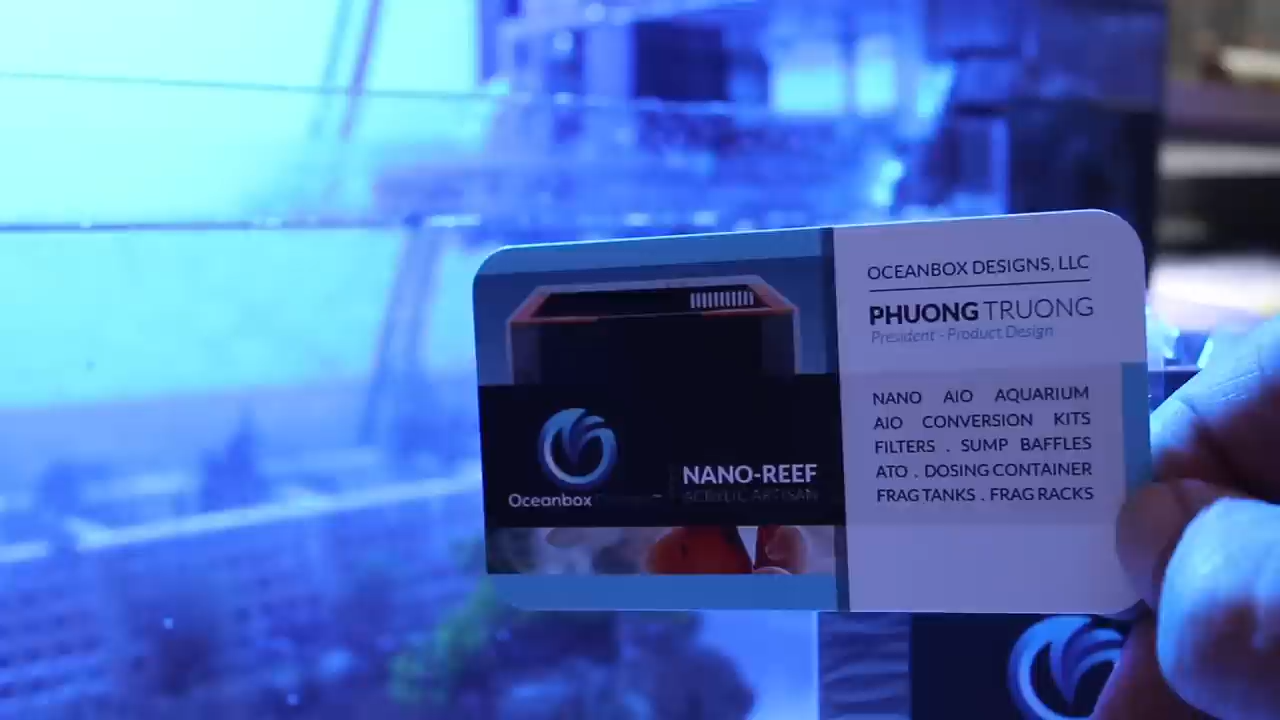 OCEANBOX DESIGNS, LLC
PHUONG TRUONG
President - Product Design
NANO AIO AQUARIUM
AIO CONVERSION KITS
FILTERS . SUMP BAFFLES
ATO . DOSING CONTAINER
FRAG TANKS . FRAG RACKS
Oceanbox
NANO-REEF
ACRYLIC ARTISAN